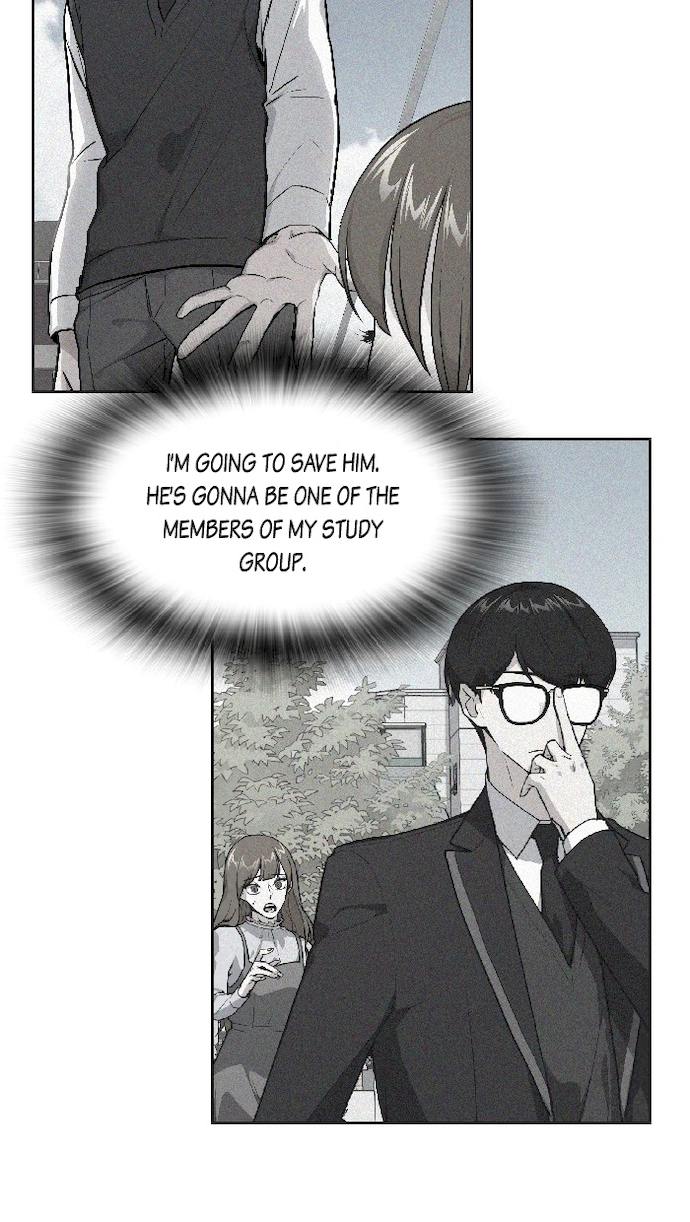 I'M GOING TO SAVE HIM.
HE'S GONNA BE ONE OF THE
MEMBERS OF MY STUDY
GROUP.